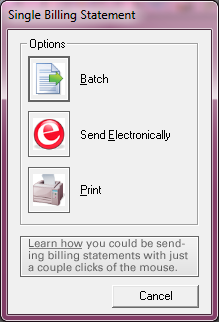 Single Billing Statement
Options
Batch
Send Electronically
Print
Learn how you could be send-
ing billing statements with just
a couple clicks of the mouse.
Cancel